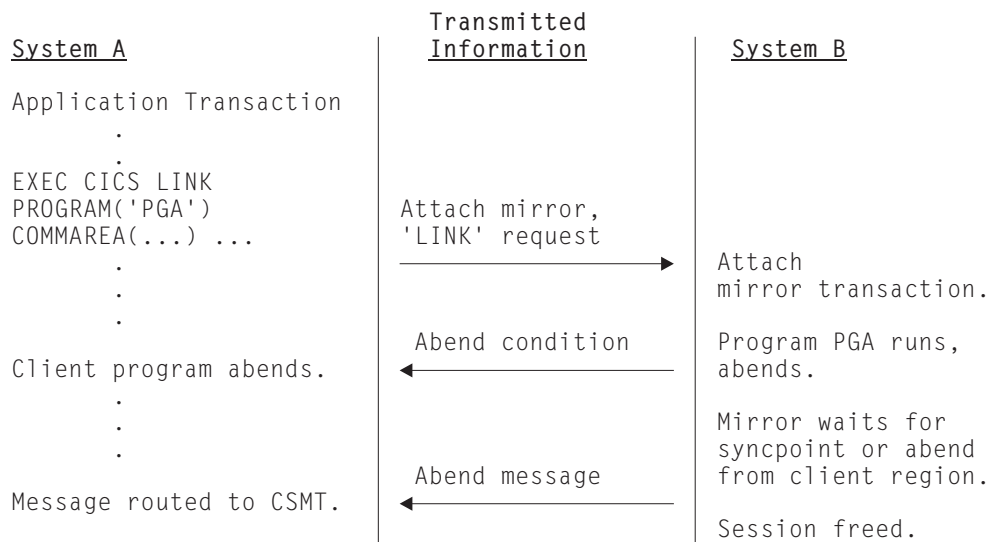 Transmitted
System A Information System B
Application Transaction
.
.
EXEC CICS LINK
PROGRAM('PGA') Attach mirror,
COMMAREA(...) ... 'LINK' request
. Attach
. mirror transaction.
.
Abend condition Program PGA runs,
Client program abends. abends.
.
. Mirror waits for
. syncpoint or abend
Abend message from client region.
Message routed to CSMT.
Session freed.